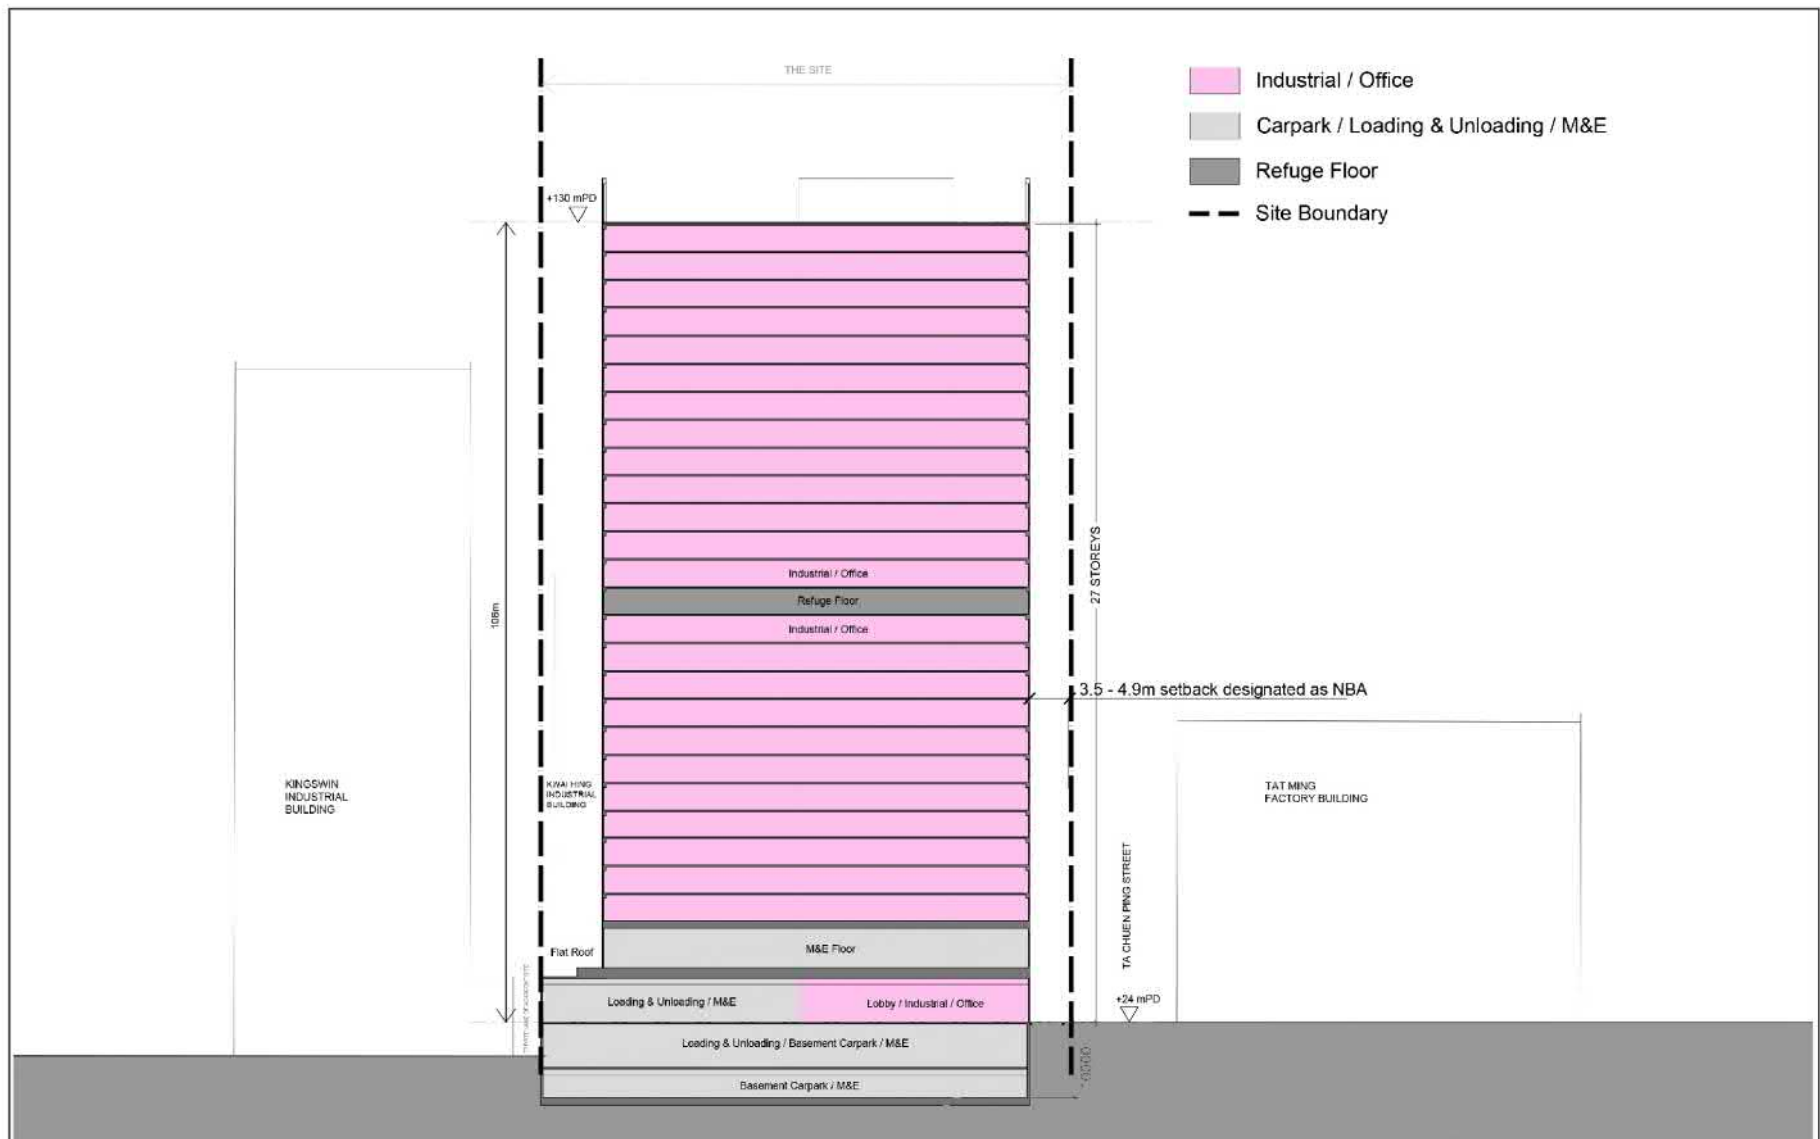 THE SITE
Industrial / Office
Carpark / Loading & Unloading / M&E
Refuge Floor
Site Boundary
+130 mPD
Industrial / Office
Refuge Floor
Industrial / Office
106m
27 STOREYS
3.5 - 4.9m setback designated as NBA
KINGSWIN
INDUSTRIAL
BUILDING
KWAI HING
INDUSTRIAL
BUILDING
TAT MING
FACTORY BUILDING
TA CHUEN PING STREET
Flat Roof
M&E Floor
Loading & Unloading / M&E
Lobby / Industrial / Office
+24 mPD
Loading & Unloading / Basement Carpark / M&E
Basement Carpark / M&E